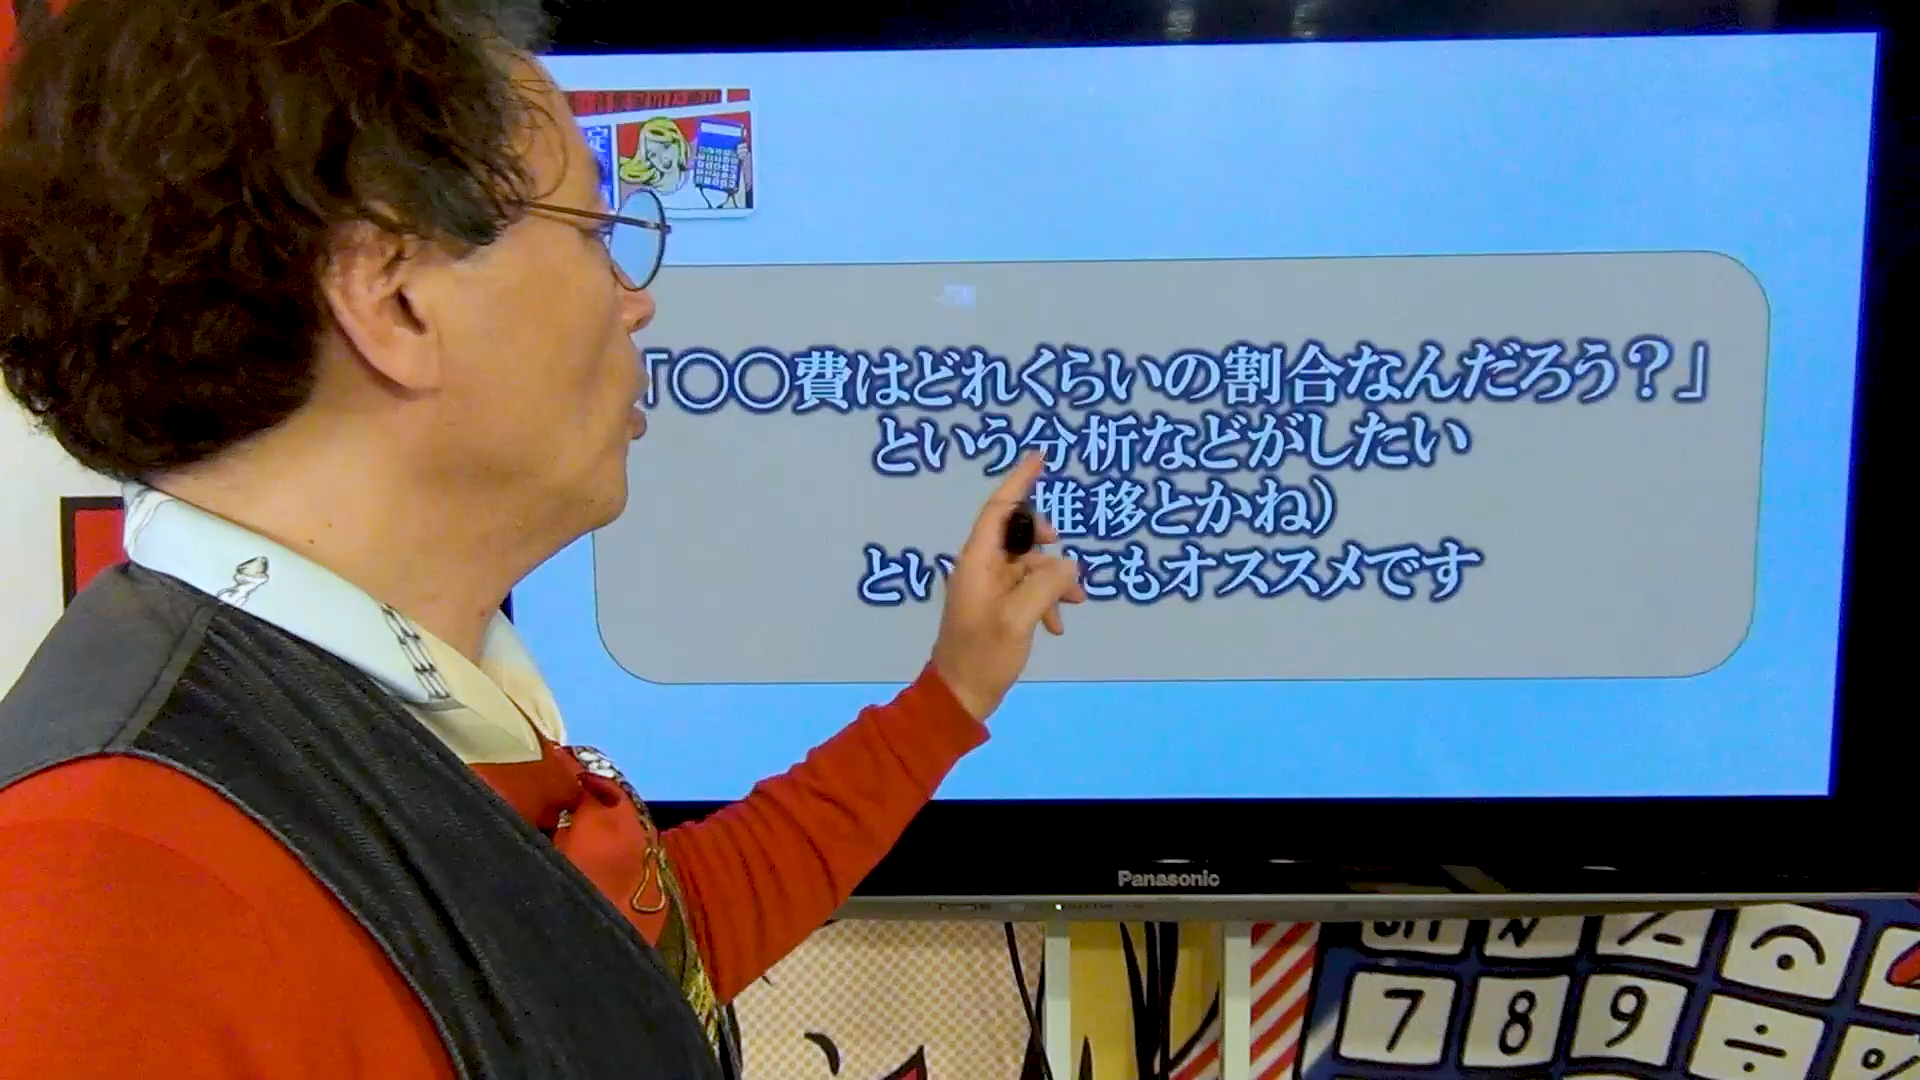 定
「〇〇費はどれくらいの割合なんだろう?」
という分析などがしたい
推移とかね)
とい にもオススメです
Panasonic
7 8 9 ÷ %